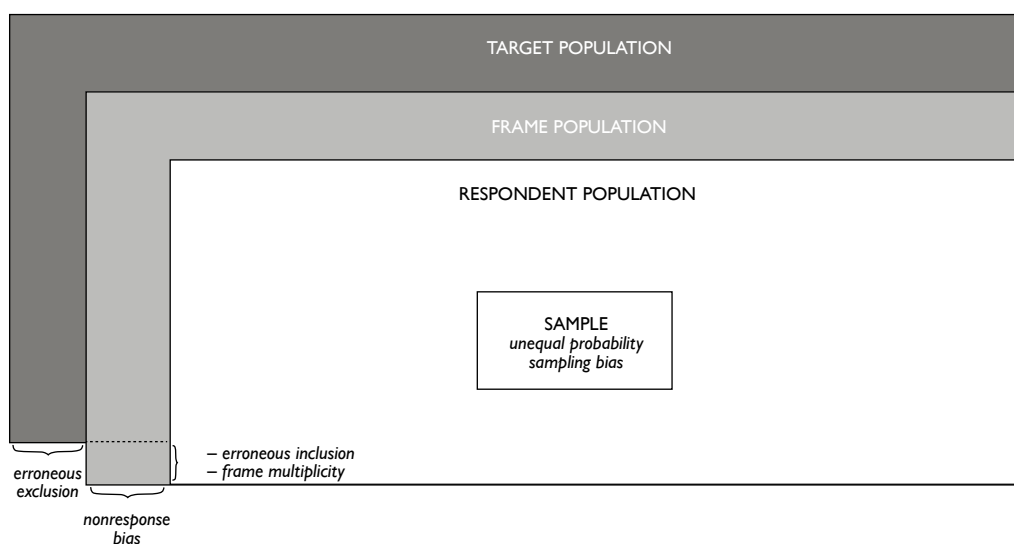 TARGET POPULATION
FRAME POPULATION
RESPONDENT POPULATION
SAMPLE
unequal probability
sampling bias
– erroneous inclusion
– frame multiplicity
erroneous
exclusion
nonresponse
bias